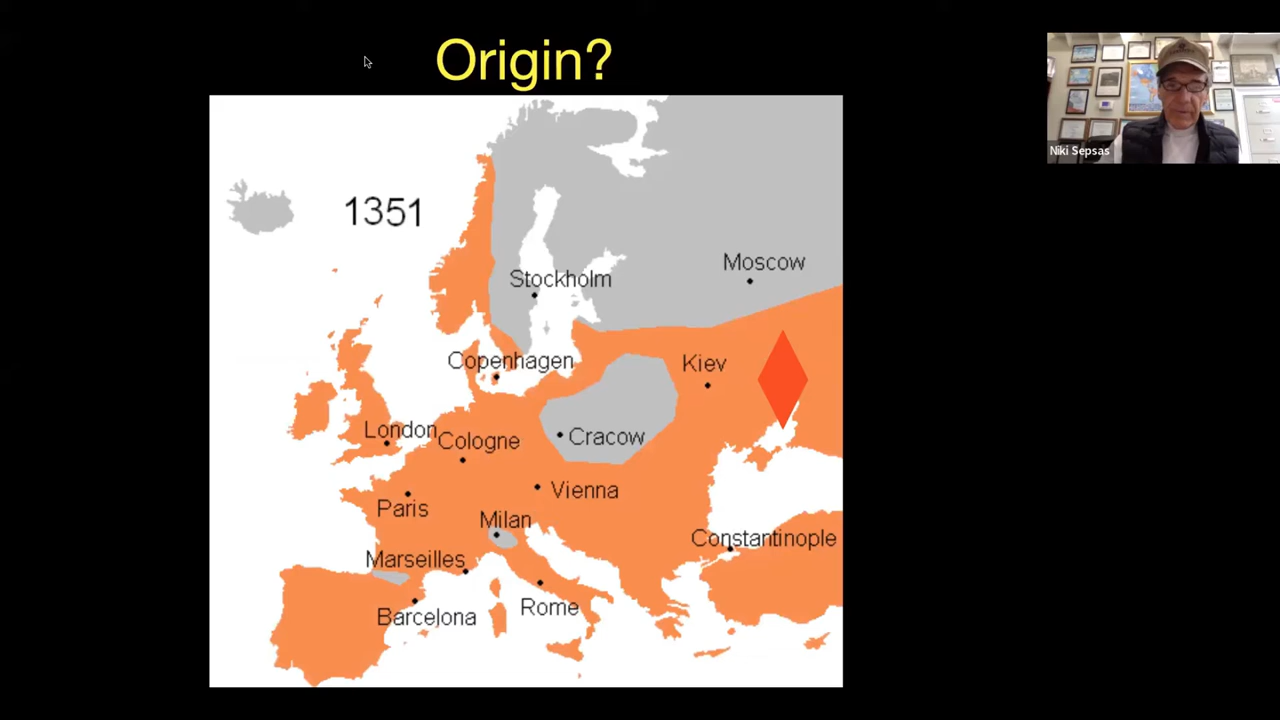 Origin?
Niki Sepsas
1351
Moscow
Stockholm
Copenhagen
Kiev
London
Cologne
Cracow
Vienna
Paris
Milan
Constantinople
Marseilles
Rome
Barcelona